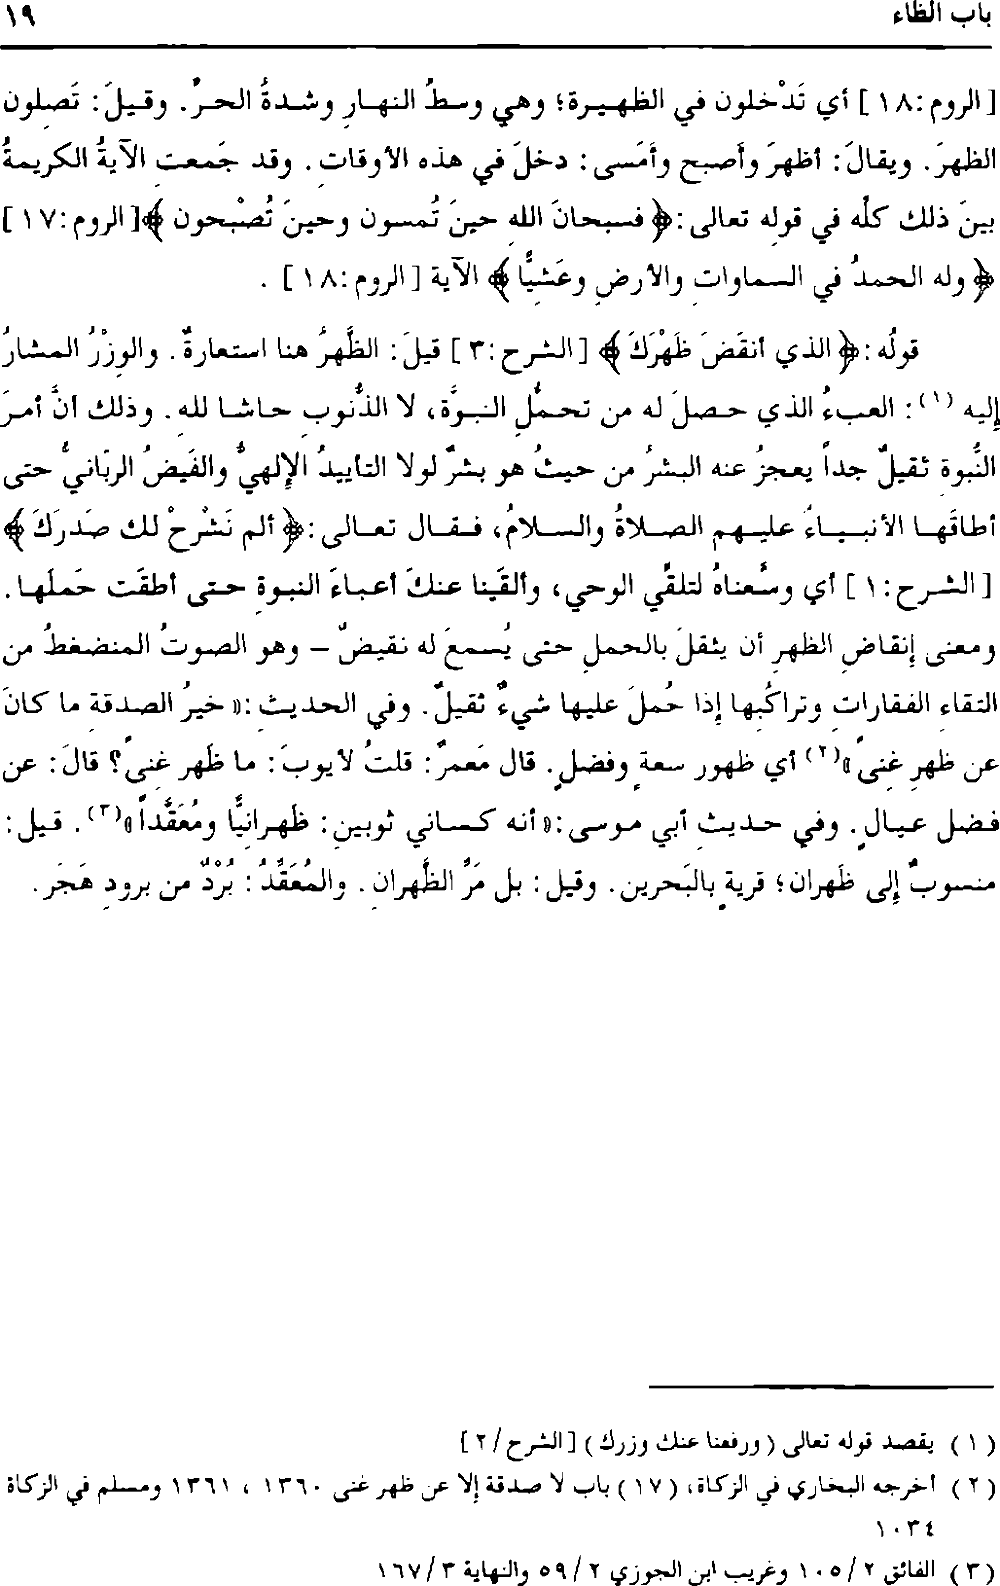 باب الظاء ١٩
[الروم: ١٨] أي تَدْخلون في الظهيرة؛ وهي وسطُ النهارِ وشدةُ الحرِّ. وقيلَ: تَصلون
الظهرَ. ويقالَ: أظهرَ وأصبح وأمَسى: دخلَ في هذه الأوقاتِ. وقد جَمعت الآيةُ الكريمةُ
بينَ ذلك كلِّه في قوله تعالى: ﴿فسبحانَ اللهِ حينَ تُمسون وحينَ تُصْبحون﴾ [الروم: ١٧]
﴿وله الحمدُ في السماواتِ والأرضِ وعَشيًّا﴾ الآية [الروم: ١٨] .
قولُه: ﴿الذي أنقَضَ ظَهْرَكَ﴾ [الشرح: ٣] قيلَ: الظَّهرُ هنا استعارةٌ. والوِزْرُ المشارُ
إليه (١): العبءُ الذي حصلَ له من تحمُّلِ النبوَّة، لا الذُّنوبِ حاشا للهِ. وذلك أنَّ أمرَ
النُّبوةِ ثقيلٌ جداً يعجزُ عنه البشرُ من حيثُ هو بشرٌ لولا التأييدُ الإلهيُّ والفَيضُ الربّانيُّ حتى
أطاقَها الأنبياءُ عليهم الصلاةُ والسلامُ، فقال تعالى: ﴿ألم نَشْرحْ لك صَدرَكَ﴾
[الشرح: ١] أي وسَّعناهُ لتلقِّي الوحي، وألقَينا عنكَ أعباءَ النبوةِ حتى أطقَت حَملَها.
ومعنى إنقاضِ الظهرِ أن يثقلَ بالحملِ حتى يُسمعَ له نقيضٌ – وهو الصوتُ المنضغطُ من
التقاء الفقاراتِ وتراكُبها إذا حُملَ عليها شيءٌ ثقيلٌ. وفي الحديثِ: «خيرُ الصدقة ما كانَ
عن ظهرِ غِنىً»(٢) أي ظهور سعةٍ وفضلٍ. قال مَعمرٌ: قلتُ لأيوبَ: ما ظَهر غنىً؟ قالَ: عن
فضل عيالٍ. وفي حديثِ أبي موسى: «أنه كساني ثوبين: ظَهرانيًّا ومُعَقَّداً»(٣). قيل:
منسوبٌ إلى ظَهران؛ قريةٍ بالبَحرين. وقيل: بل مَرِّ الظَّهرانِ. والمُعَقَّدُ: بُرْدٌ من برودِ هَجَر.
(١) يقصد قوله تعالى (ورفعنا عنك وزرك) [الشرح/٢]
(٢) أخرجه البخاري في الزكاة، (١٧) باب لا صدقة إلا عن ظهر غنى ١٣٦٠ ، ١٣٦١ ومسلم في الزكاة
١٠٣٤
(٣) الفائق ١٠٥/٢ وغريب ابن الجوزي ٥٩/٢ والنهاية ١٦٧/٣